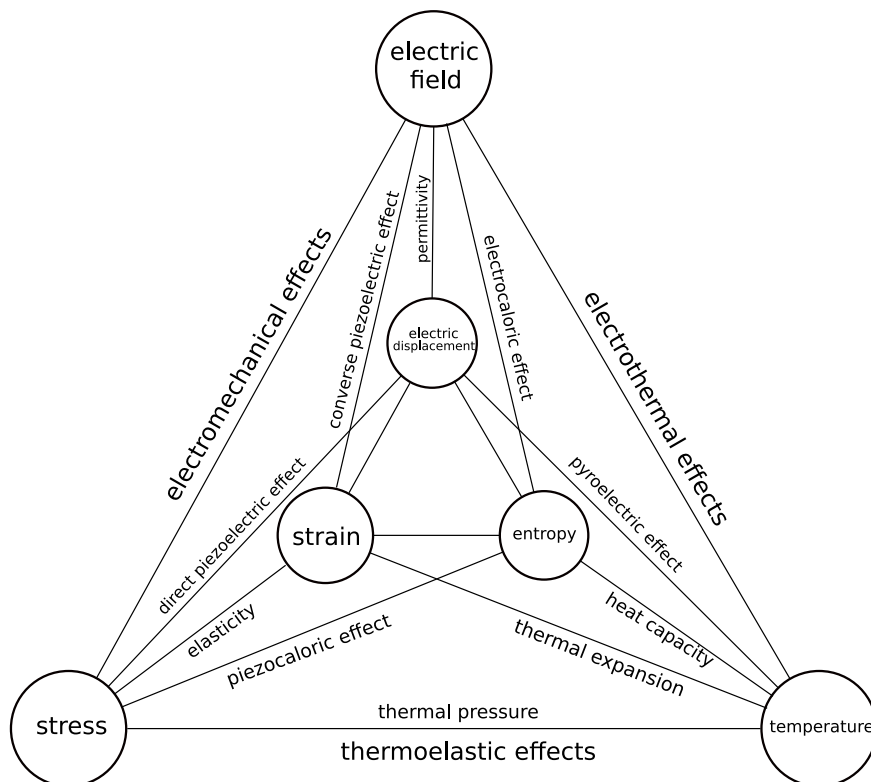 electric
field
electromechanical effects
converse piezoelectric effect
permittivity
electrocaloric effect
electrothermal effects
electric
displacement
direct piezoelectric effect
pyroelectric effect
strain
entropy
elasticity
heat capacity
piezocaloric effect
thermal expansion
stress
thermal pressure
temperature
thermoelastic effects